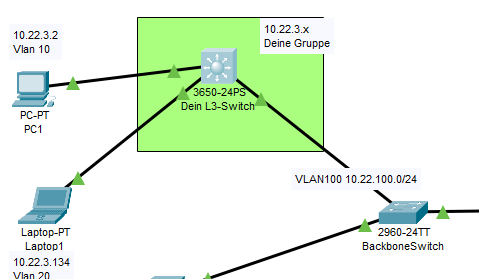 10.22.3.2
Vlan 10
PC-PT
PC1
10.22.3.x
Deine Gruppe
3650-24PS
Dein L3-Switch
VLAN100 10.22.100.0/24
Laptop-PT
Laptop1
10.22.3.134
Vlan 20
2960-24TT
BackboneSwitch